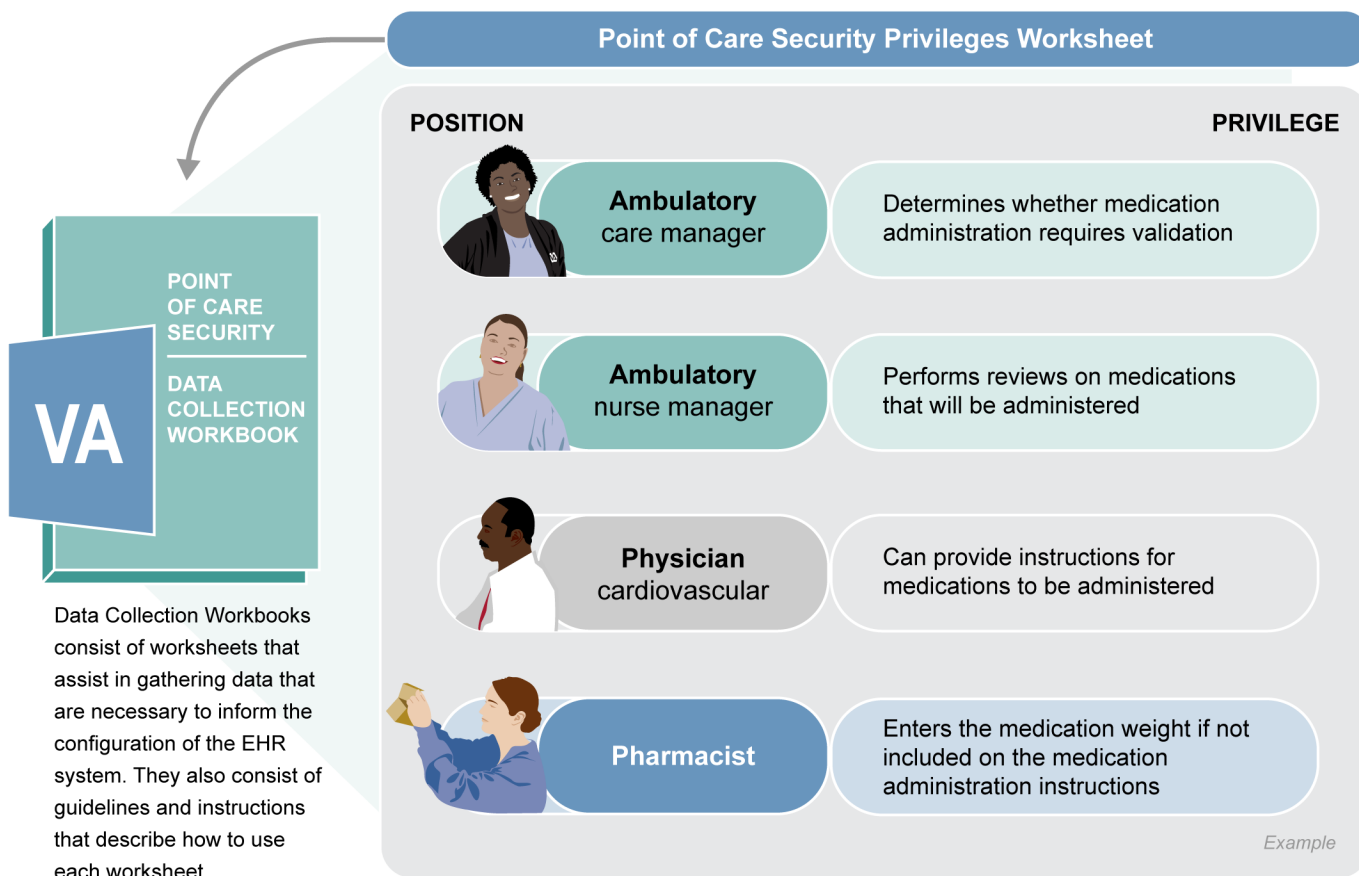 Point of Care Security Privileges Worksheet
POSITION
PRIVILEGE
Ambulatory
care manager
Determines whether medication
administration requires validation
Ambulatory
nurse manager
Performs reviews on medications
that will be administered
Physician
cardiovascular
Can provide instructions for
medications to be administered
Pharmacist
Enters the medication weight if not
included on the medication
administration instructions
Example
VA
POINT
OF CARE
SECURITY
DATA
COLLECTION
WORKBOOK
Data Collection Workbooks
consist of worksheets that
assist in gathering data that
are necessary to inform the
configuration of the EHR
system. They also consist of
guidelines and instructions
that describe how to use
each worksheet